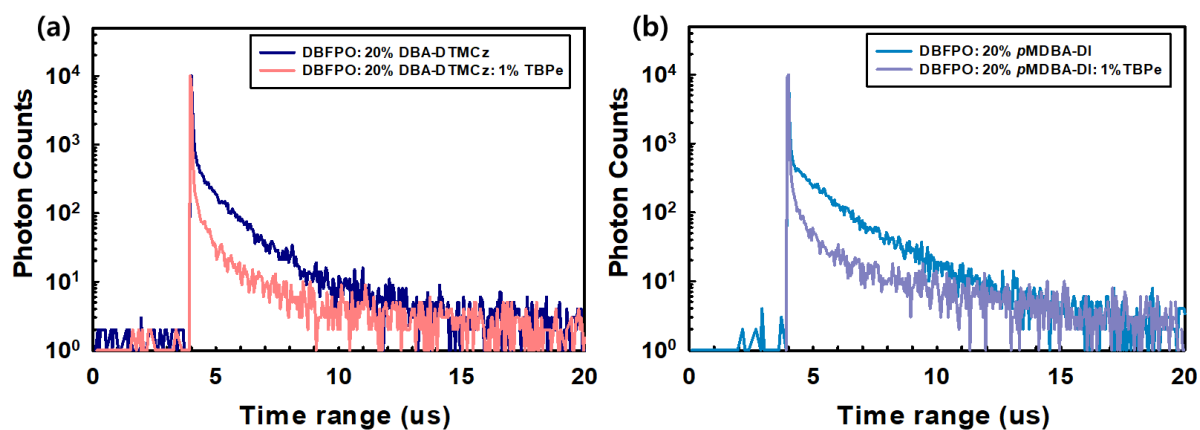 (a)
DBFPO: 20% DBA-DTMCz
DBFPO: 20% DBA-DTMCz: 1% TBPe
Photon Counts
10⁴
10³
10²
10¹
10⁰
0 5 10 15 20
Time range (us)
(b)
DBFPO: 20% pMDBA-DI
DBFPO: 20% pMDBA-DI: 1%TBPe
Photon Counts
10⁴
10³
10²
10¹
10⁰
0 5 10 15 20
Time range (us)